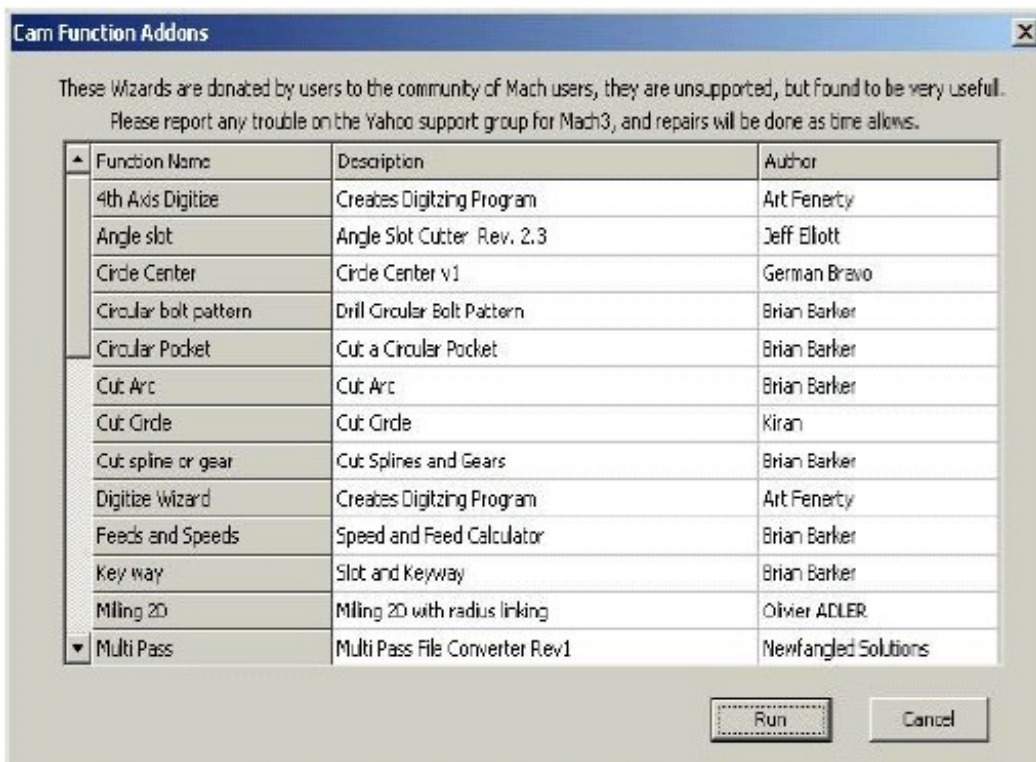 Cam Function Addons
These Wizards are donated by users to the community of Mach users, they are unsupported, but found to be very useful.
Please report any trouble on the Yahoo support group for Mach3, and repairs will be done as time allows.
Function Name Description Author
4th Axis Digitize Creates Digitzing Program Art Fenerty
Angle slot Angle Slot Cutter Rev. 2.3 Jeff Elliott
Circle Center Circle Center v1 German Bravo
Circular bolt pattern Drill Circular Bolt Pattern Brian Barker
Circular Pocket Cut a Circular Pocket Brian Barker
Cut Arc Cut Arc Brian Barker
Cut Circle Cut Circle Kiran
Cut spline or gear Cut Splines and Gears Brian Barker
Digitize Wizard Creates Digitzing Program Art Fenerty
Feeds and Speeds Speed and Feed Calculator Brian Barker
Key way Slot and Keyway Brian Barker
Milling 2D Milling 2D with radius linking Olivier ADLER
Multi Pass Multi Pass File Converter Rev1 Newfangled Solutions
Run Cancel